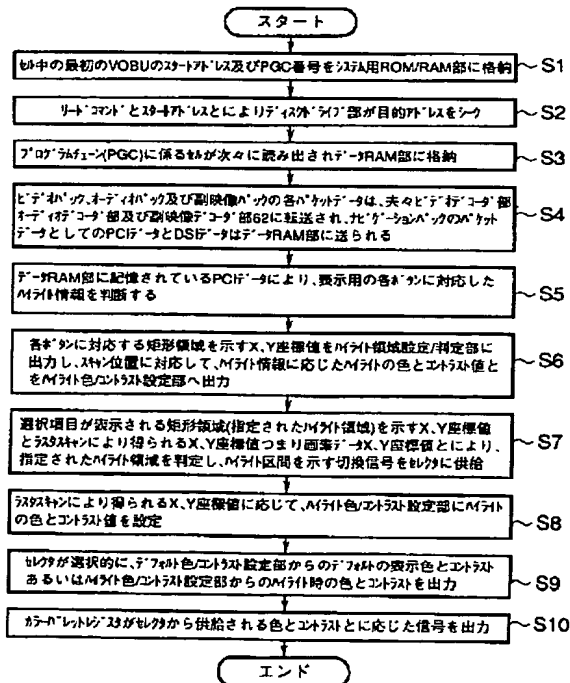 スタート
セル中の最初のVOBUのスタートアドレス及びPGC番号をシステム用ROM/RAM部に格納
S1
リードコマンドとスタートアドレスとによりディスクドライブ部が目的アドレスをシーク
S2
プログラムチェーン(PGC)に係るセルが次々に読み出されデータRAM部に格納
S3
ビデオパック、オーディオパック及び副映像パックの各パケットデータは、夫々ビデオデコーダ部
オーディオデコーダ部及び副映像デコーダ部62に転送され、ナビゲーションパックのパケット
データとしてのPCIデータとDSIデータはデータRAM部に送られる
S4
データRAM部に記憶されているPCIデータにより、表示用の各ボタンに対応した
ハイライト情報を判断する
S5
各ボタンに対応する矩形領域を示すX、Y座標値をハイライト領域設定/判定部に
出力し、スキャン位置に対応して、ハイライト情報に応じたハイライトの色とコントラスト値と
をハイライト色/コントラスト設定部へ出力
S6
選択項目が表示される矩形領域(指定されたハイライト領域)を示すX、Y座標値
とラスタスキャンにより得られるX、Y座標値つまり画素データX、Y座標値とにより、
指定されたハイライト領域を判定し、ハイライト区間を示す切換信号をセレクタに供給
S7
ラスタスキャンにより得られるX、Y座標値に応じて、ハイライト色/コントラスト設定部にハイライト
の色とコントラスト値を設定
S8
セレクタが選択的に、デフォルト色/コントラスト設定部からのデフォルトの表示色とコントラスト
あるいはハイライト色/コントラスト設定部からのハイライト時の色とコントラストを出力
S9
カラーパレットレジスタがセレクタから供給される色とコントラストとに応じた信号を出力
S10
エンド